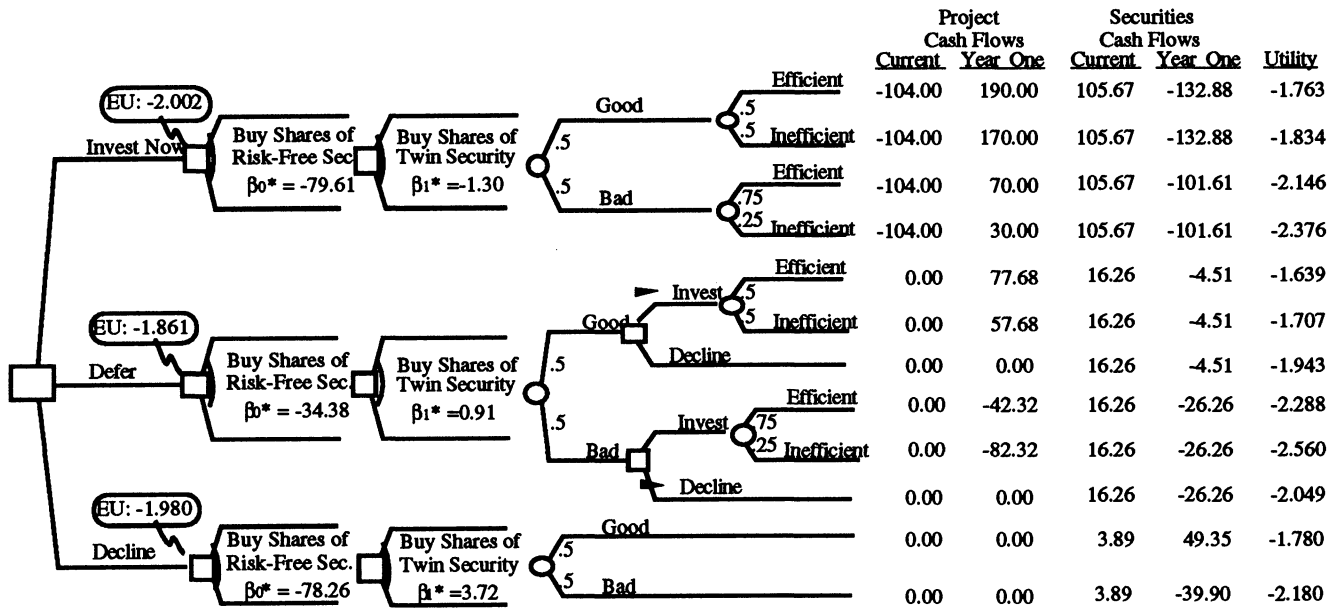 Project Securities
Cash Flows Cash Flows
Current Year One Current Year One Utility
Efficient -104.00 190.00 105.67 -132.88 -1.763
EU: -2.002 Good .5
Invest Now Buy Shares of Risk-Free Sec β0* = -79.61 Buy Shares of Twin Security β1* =-1.30 .5 .5
Inefficient -104.00 170.00 105.67 -132.88 -1.834
.5 Efficient -104.00 70.00 105.67 -101.61 -2.146
Bad .75
.25 Inefficient -104.00 30.00 105.67 -101.61 -2.376
Efficient 0.00 77.68 16.26 -4.51 -1.639
Invest .5
EU: -1.861 Good .5 Inefficient 0.00 57.68 16.26 -4.51 -1.707
Defer Buy Shares of Risk-Free Sec. β0* = -34.38 Buy Shares of Twin Security β1* =0.91 .5
Decline 0.00 0.00 16.26 -4.51 -1.943
.5 Efficient 0.00 -42.32 16.26 -26.26 -2.288
Invest .75
Bad .25 Inefficient 0.00 -82.32 16.26 -26.26 -2.560
Decline 0.00 0.00 16.26 -26.26 -2.049
EU: -1.980
Good 0.00 0.00 3.89 49.35 -1.780
Decline Buy Shares of Risk-Free Sec. β0* = -78.26 Buy Shares of Twin Security β1* =3.72 .5
.5 Bad 0.00 0.00 3.89 -39.90 -2.180